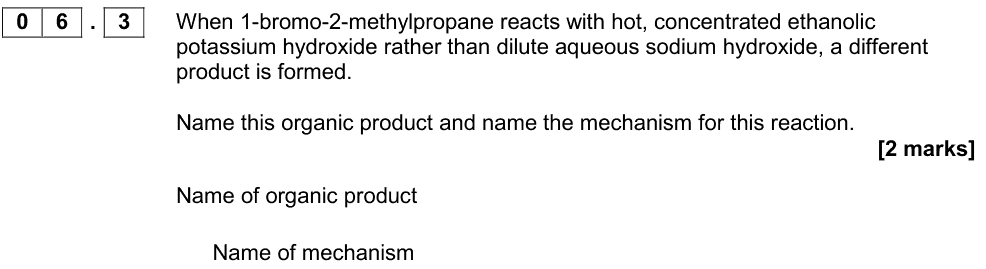 0 6 . 3 When 1-bromo-2-methylpropane reacts with hot, concentrated ethanolic
potassium hydroxide rather than dilute aqueous sodium hydroxide, a different
product is formed.
Name this organic product and name the mechanism for this reaction.
[2 marks]
Name of organic product
Name of mechanism